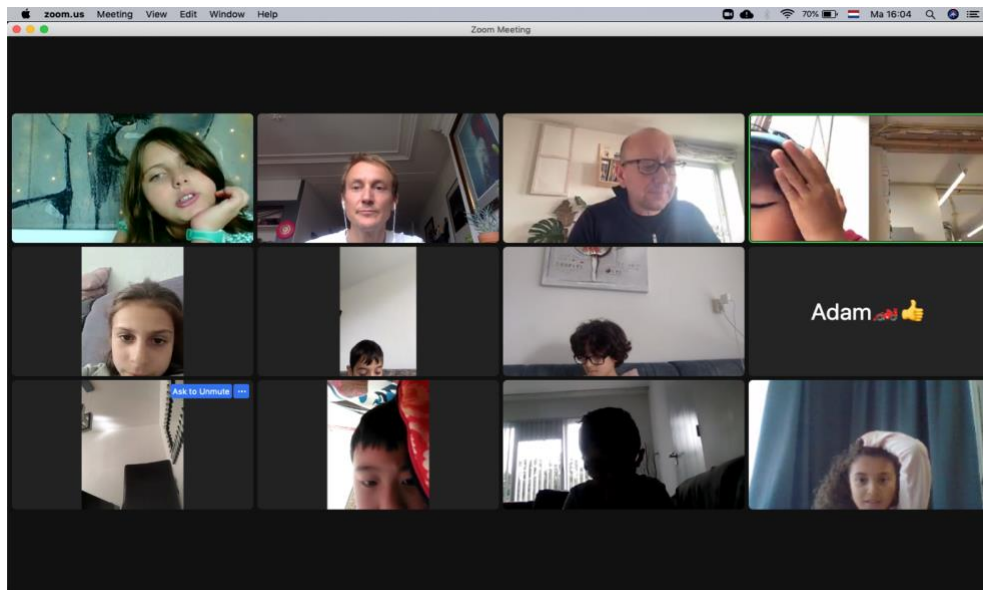 zoom.us Meeting View Edit Window Help 70% Ma 16:04
Zoom Meeting
Adam🏎️👍
Ask to Unmute ...